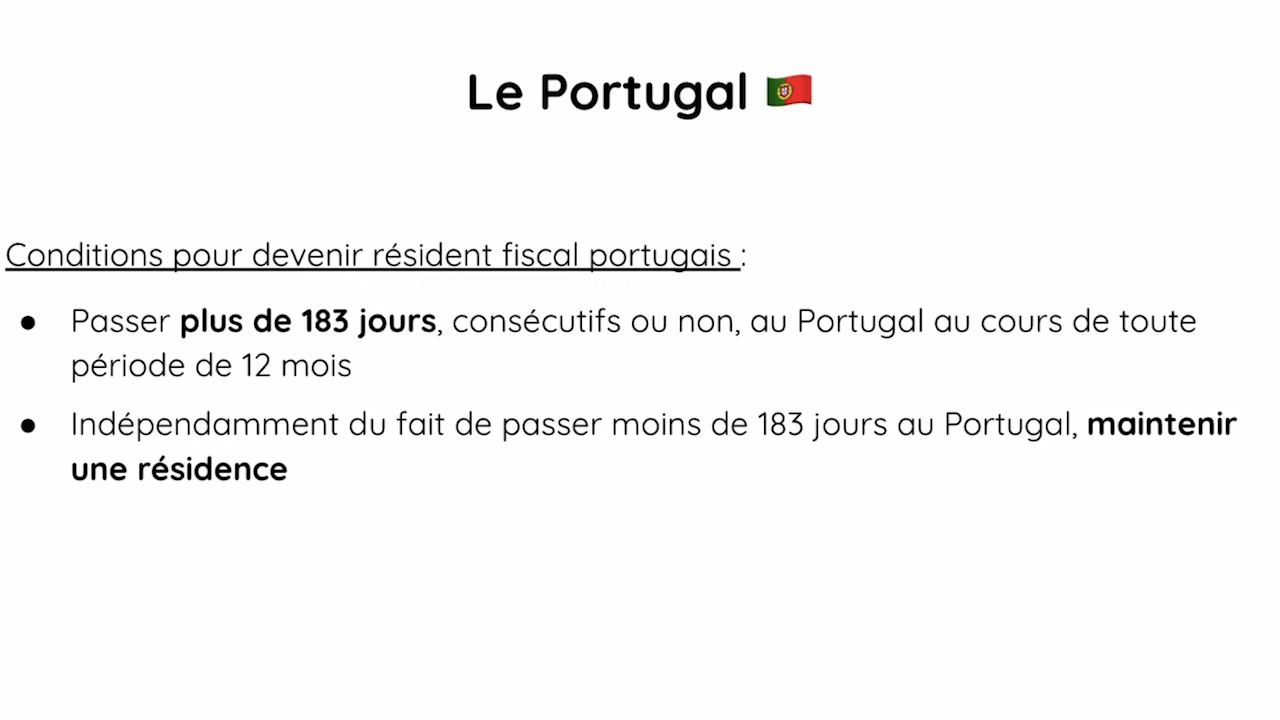 Le Portugal 🇵🇹
Conditions pour devenir résident fiscal portugais :
● Passer plus de 183 jours, consécutifs ou non, au Portugal au cours de toute
période de 12 mois
● Indépendamment du fait de passer moins de 183 jours au Portugal, maintenir
une résidence